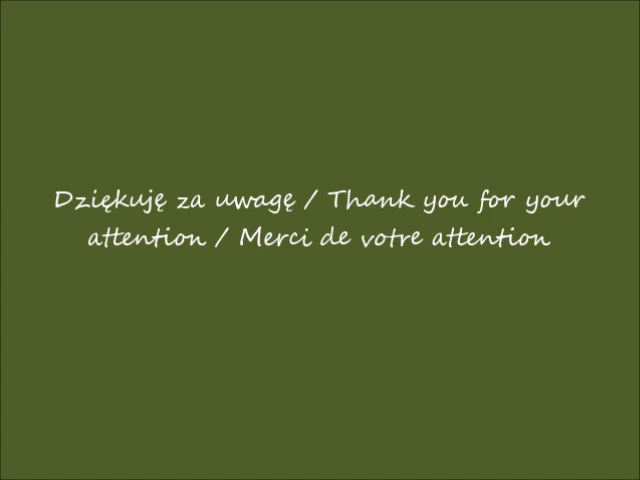 Dziękuję za uwagę / Thank you for your
attention / Merci de votre attention